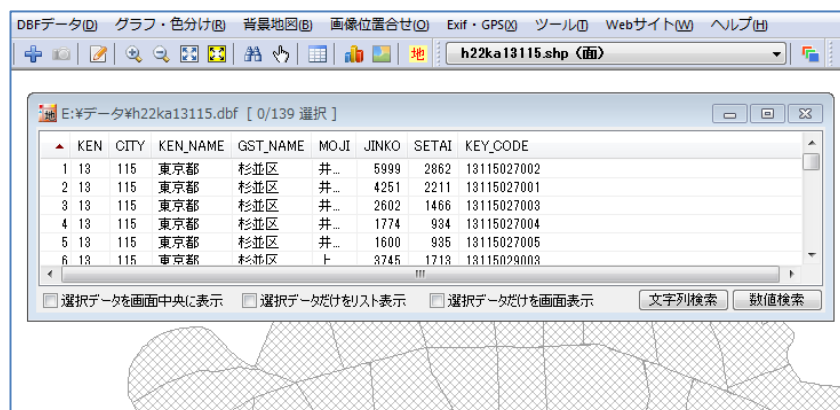 DBFデータ(D) グラフ・色分け(R) 背景地図(B) 画像位置合せ(O) Exif・GPS(X) ツール(T) Webサイト(W) ヘルプ(H)
地 h22ka13115.shp (面)
地 E:¥データ¥h22ka13115.dbf [ 0/139 選択 ]
KEN CITY KEN_NAME GST_NAME MOJI JINKO SETAI KEY_CODE
1 13 115 東京都 杉並区 井... 5999 2862 13115027002
2 13 115 東京都 杉並区 井... 4251 2211 13115027001
3 13 115 東京都 杉並区 井... 2602 1466 13115027003
4 13 115 東京都 杉並区 井... 1774 934 13115027004
5 13 115 東京都 杉並区 井... 1600 935 13115027005
6 13 115 東京都 杉並区 上 3745 1713 13115029003
選択データを画面中央に表示 選択データだけをリスト表示 選択データだけを画面表示 文字列検索 数値検索